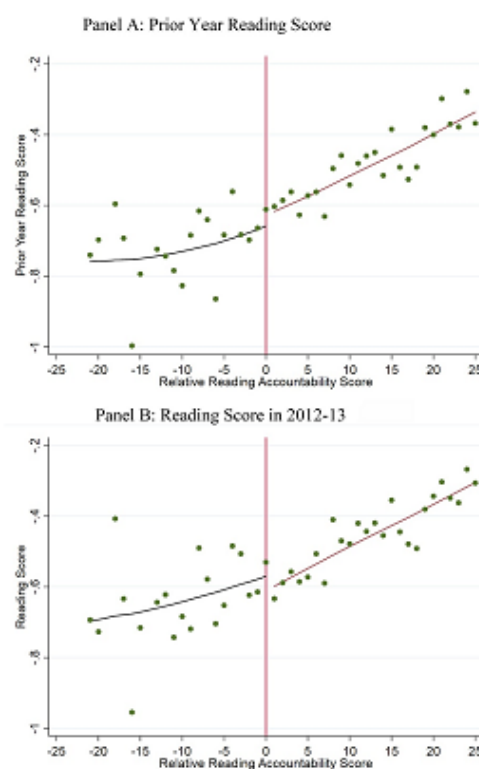 Panel A: Prior Year Reading Score
-.2
-.4
-.6
-.8
-1
Prior Year Reading Score
-25 -20 -15 -10 -5 0 5 10 15 20 25
Relative Reading Accountability Score
Panel B: Reading Score in 2012-13
-.2
-.4
-.6
-.8
-1
Reading Score
-25 -20 -15 -10 -5 0 5 10 15 20 25
Relative Reading Accountability Score